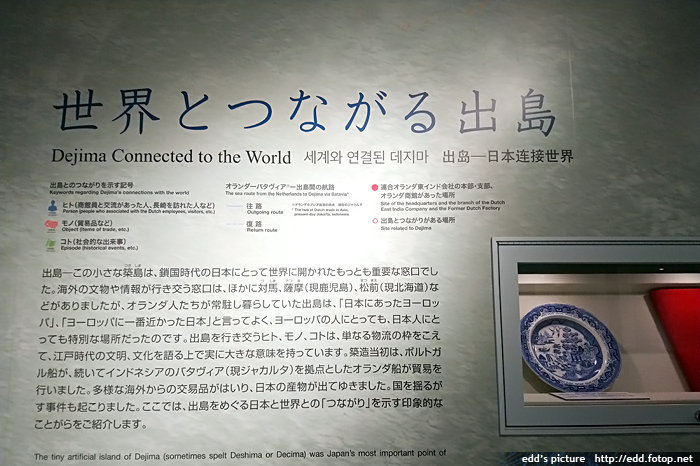 世界とつながる出島
Dejima Connected to the World 세계와 연결된 데지마 出岛—日本连接世界
出島とのつながりを示す記号
Keywords regarding Dejima's connections with the world
ヒト(商館員と交流があった人、長崎を訪れた人など)
Person (people who associated with the Dutch employees, visitors, etc.)
モノ(貿易品など)
Object (items of trade, etc.)
コト(社会的な出来事)
Episode (historical events, etc.)
オランダーバタヴィア*ー出島間の航路
The sea route from the Netherlands to Dejima via Batavia*
往 路
Outgoing route
復 路
Return route
* The hub of Dutch trade in Asia,
present-day Jakarta, Indonesia
連合オランダ東インド会社の本部・支部、
オランダ商館があった場所
Site of the headquarters and the branch of the Dutch
East India Company and the Former Dutch Factory
出島とつながりがある場所
Site related to Dejima
出島ーこの小さな築島は、鎖国時代の日本にとって世界に開かれたもっとも重要な窓口でし
た。海外の文物や情報が行き交う窓口は、ほかに対馬、薩摩(現鹿児島)、松前(現北海道)な
どがありましたが、オランダ人たちが常駐し暮らしていた出島は、「日本にあったヨーロッ
パ」、「ヨーロッパに一番近かった日本」と言ってよく、ヨーロッパの人にとっても、日本人にと
っても特別な場所だったのです。出島を行き交うヒト、モノ、コトは、単なる物流の枠をこえ
て、江戸時代の文明、文化を語る上で実に大きな意味を持っています。築造当初は、ポルトガ
ル船が、続いてインドネシアのバタヴィア(現ジャカルタ)を拠点としたオランダ船が貿易を
行いました。多様な海外からの交易品がはいり、日本の産物が出てゆきました。国を揺るが
す事件も起こりました。ここでは、出島をめぐる日本と世界との「つながり」を示す印象的な
ことがらをご紹介します。
The tiny artificial island of Dejima (sometimes spelt Deshima or Decima) was Japan's most important point of
edd's picture http://edd.fotop.net